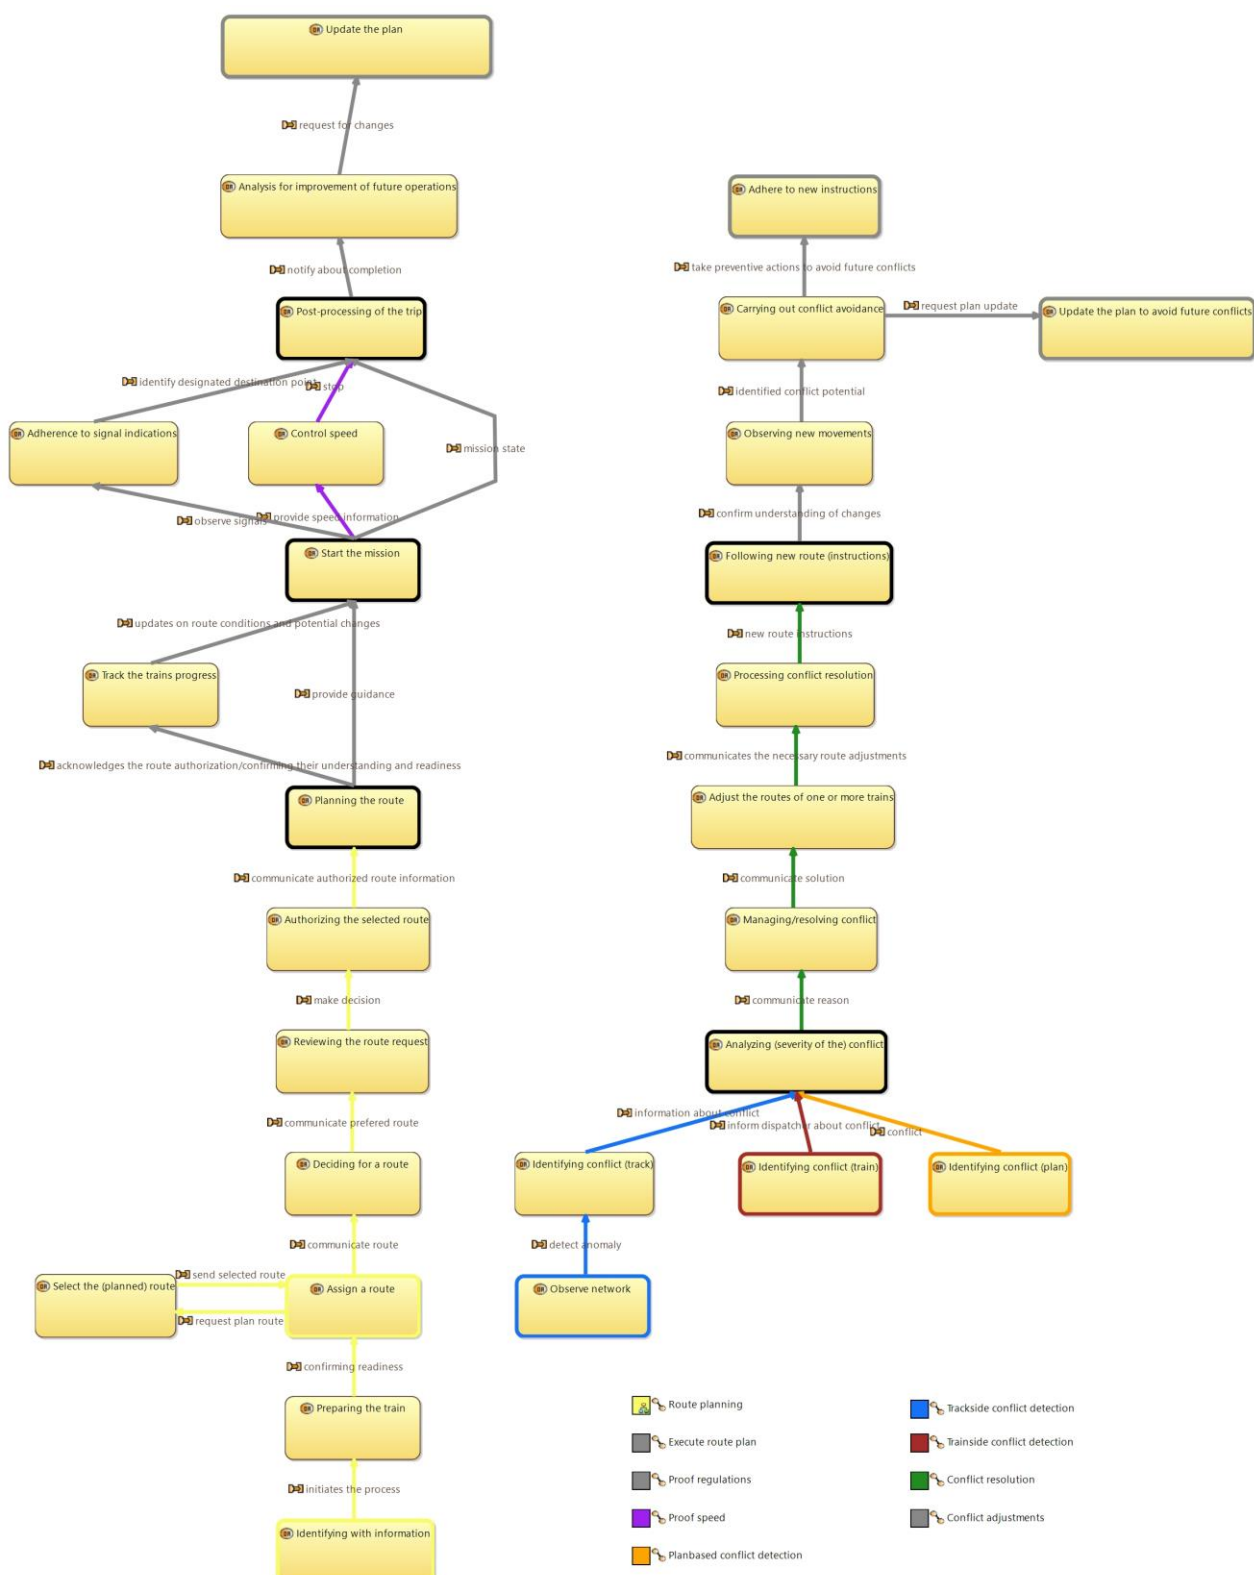 Update the plan
request for changes
Analysis for improvement of future operations
notify about completion
Post-processing of the trip
identify designated destination point
stop
Adherence to signal indications
Control speed
mission state
observe signals
provide speed information
Start the mission
updates on route conditions and potential changes
Track the trains progress
provide guidance
acknowledges the route authorization/confirming their understanding and readiness
Planning the route
communicate authorized route information
Authorizing the selected route
make decision
Reviewing the route request
communicate prefered route
Deciding for a route
communicate route
send selected route
Select the (planned) route
Assign a route
request plan route
confirming readiness
Preparing the train
initiates the process
Identifying with information
Adhere to new instructions
take preventive actions to avoid future conflicts
Carrying out conflict avoidance
request plan update
Update the plan to avoid future conflicts
identified conflict potential
Observing new movements
confirm understanding of changes
Following new route (instructions)
new route instructions
Processing conflict resolution
communicates the necessary route adjustments
Adjust the routes of one or more trains
communicate solution
Managing/resolving conflict
communicate reason
Analyzing (severity of the) conflict
information about conflict
inform dispatcher about conflict
conflict
Identifying conflict (track)
Identifying conflict (train)
Identifying conflict (plan)
detect anomaly
Observe network
Route planning
Execute route plan
Proof regulations
Proof speed
Planbased conflict detection
Trackside conflict detection
Trainside conflict detection
Conflict resolution
Conflict adjustments